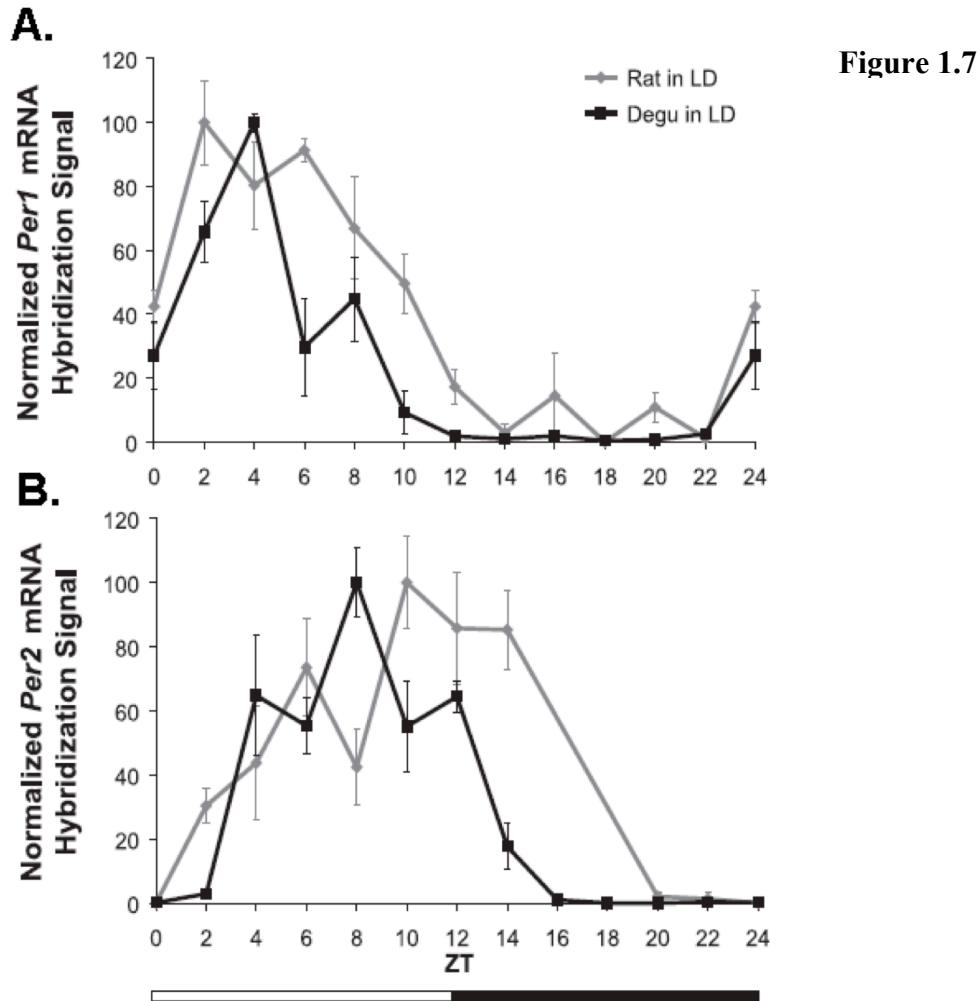 A.
Figure 1.7
Normalized Per1 mRNA
Hybridization Signal
120
100
80
60
40
20
0
Rat in LD
Degu in LD
0 2 4 6 8 10 12 14 16 18 20 22 24
B.
Normalized Per2 mRNA
Hybridization Signal
120
100
80
60
40
20
0
0 2 4 6 8 10 12 14 16 18 20 22 24
ZT